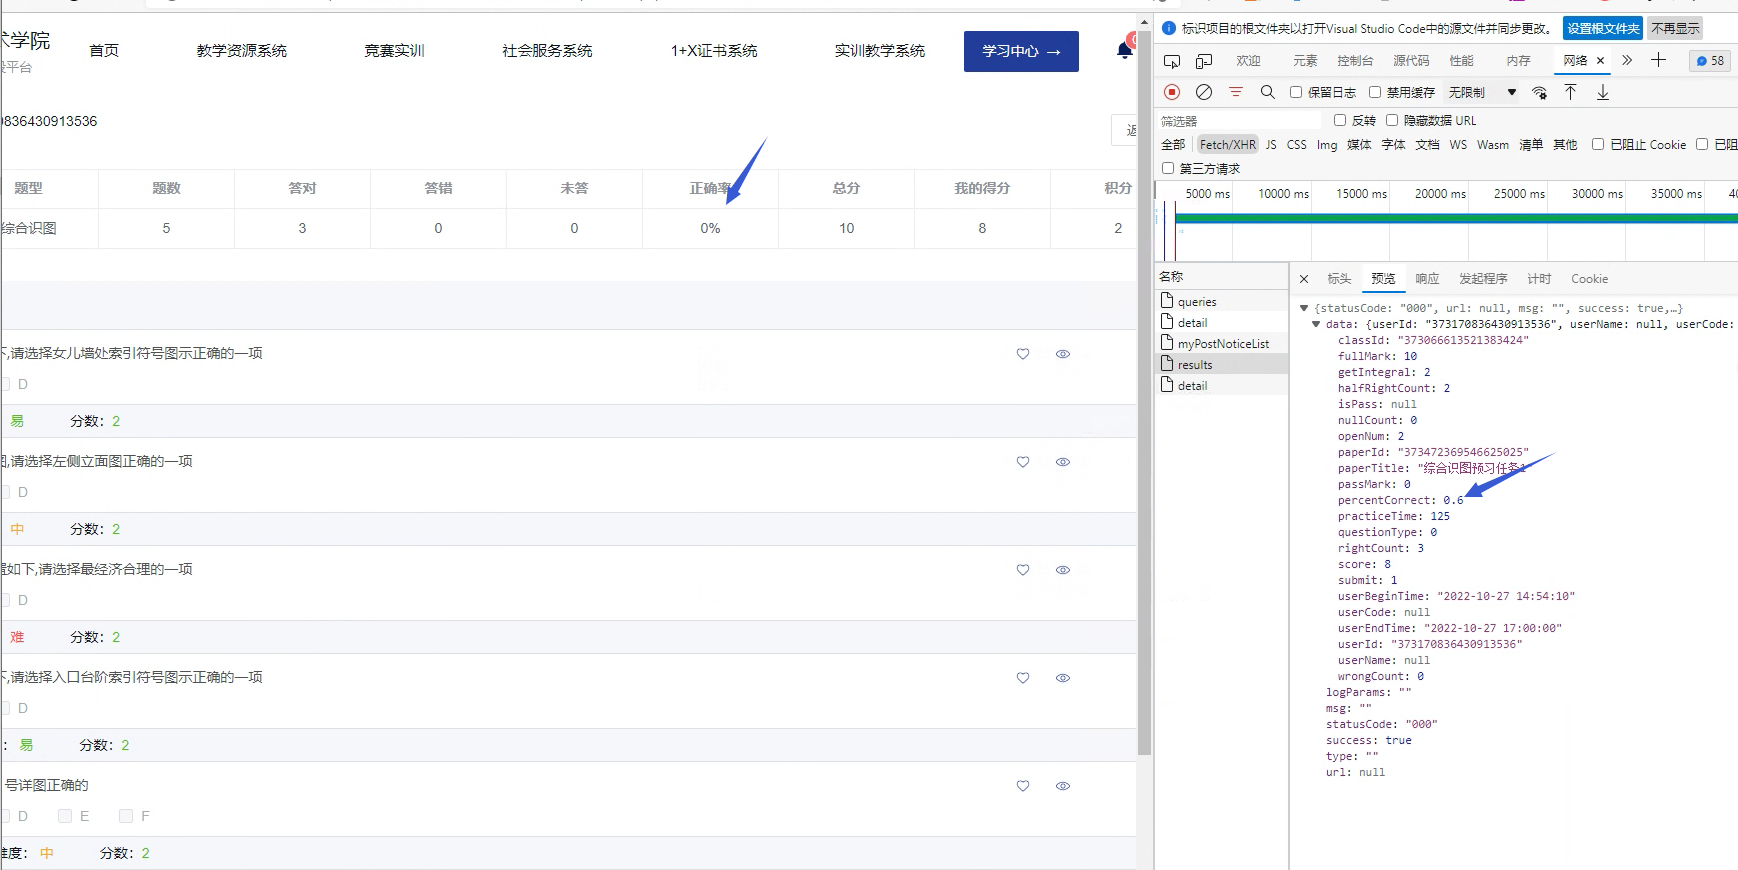 术学院
设平台
首页
教学资源系统
竞赛实训
社会服务系统
1+X证书系统
实训教学系统
学习中心 →
0836430913536
返
题型
题数
答对
答错
未答
正确率
总分
我的得分
积分
综合识图
5
3
0
0
0%
10
8
2
下,请选择女儿墙处索引符号图示正确的一项
D
易
分数：2
图,请选择左侧立面图正确的一项
D
中
分数：2
置如下,请选择最经济合理的一项
D
难
分数：2
下,请选择入口台阶索引符号图示正确的一项
D
：易
分数：2
号详图正确的
D E F
难度：中
分数：2
标识项目的根文件夹以打开Visual Studio Code中的源文件并同步更改。
设置根文件夹
不再显示
欢迎
元素
控制台
源代码
性能
内存
网络
58
保留日志
禁用缓存
无限制
筛选器
反转
隐藏数据 URL
全部
Fetch/XHR
JS
CSS
Img
媒体
字体
文档
WS
Wasm
清单
其他
已阻止 Cookie
已阻
第三方请求
5000 ms
10000 ms
15000 ms
20000 ms
25000 ms
30000 ms
35000 ms
40
名称
queries
detail
myPostNoticeList
results
detail
标头
预览
响应
发起程序
计时
Cookie
{statusCode: "000", url: null, msg: "", success: true,…}
data: {userId: "373170836430913536", userName: null, userCode:
classId: "373066613521383424"
fullMark: 10
getIntegral: 2
halfRightCount: 2
isPass: null
nullCount: 0
openNum: 2
paperId: "373472369546625025"
paperTitle: "综合识图预习任务1"
passMark: 0
percentCorrect: 0.6
practiceTime: 125
questionType: 0
rightCount: 3
score: 8
submit: 1
userBeginTime: "2022-10-27 14:54:10"
userCode: null
userEndTime: "2022-10-27 17:00:00"
userId: "373170836430913536"
userName: null
wrongCount: 0
logParams: ""
msg: ""
statusCode: "000"
success: true
type: ""
url: null